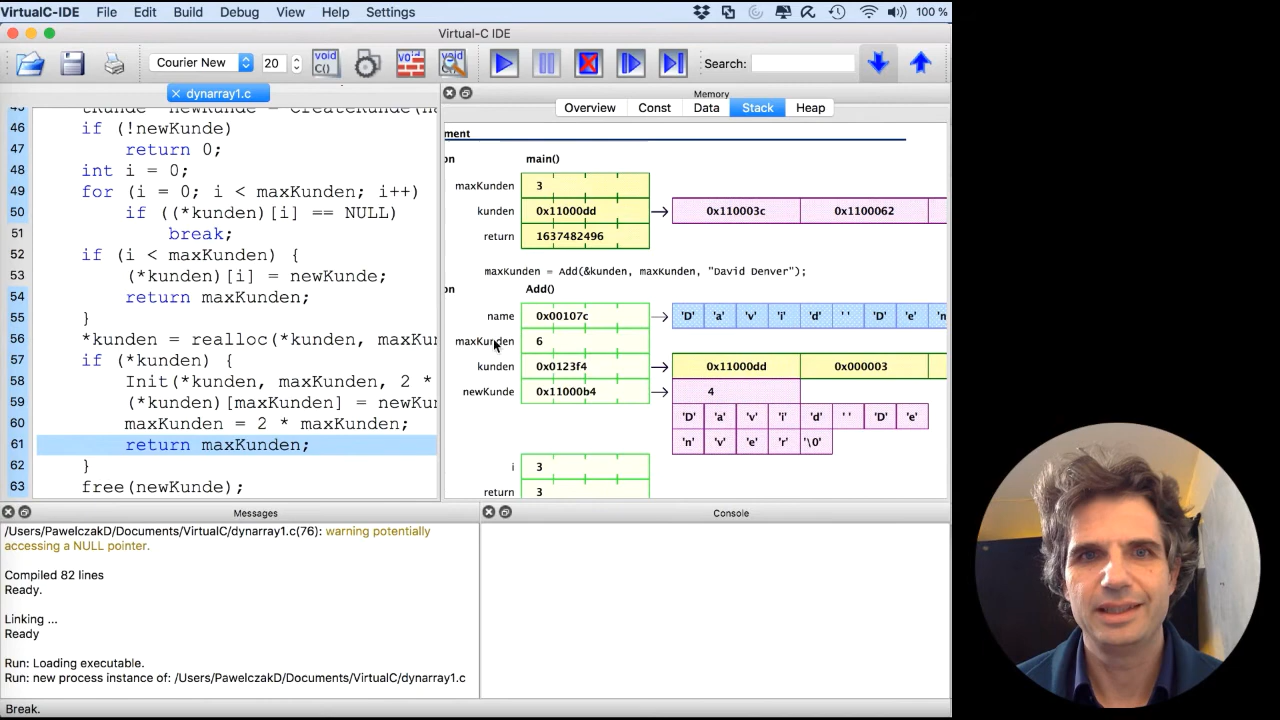 VirtualC-IDE File Edit Build Debug View Help Settings 100 %
Virtual-C IDE
Courier New 20 void C() Search:
dynarray1.c
46 if (!newKunde)
47 return 0;
48 int i = 0;
49 for (i = 0; i < maxKunden; i++)
50 if ((*kunden)[i] == NULL)
51 break;
52 if (i < maxKunden) {
53 (*kunden)[i] = newKunde;
54 return maxKunden;
55 }
56 *kunden = realloc(*kunden, maxKu
57 if (*kunden) {
58 Init(*kunden, maxKunden, 2 *
59 (*kunden)[maxKunden] = newKu
60 maxKunden = 2 * maxKunden;
61 return maxKunden;
62 }
63 free(newKunde);
Memory
Overview Const Data Stack Heap
ment
on main()
maxKunden 3
kunden 0x11000dd 0x110003c 0x1100062
return 1637482496
maxKunden = Add(&kunden, maxKunden, "David Denver");
on Add()
name 0x00107c 'D' 'a' 'v' 'i' 'd' ' ' 'D' 'e' 'n
maxKunden 6
kunden 0x0123f4 0x11000dd 0x000003
newKunde 0x11000b4 4
'D' 'a' 'v' 'i' 'd' ' ' 'D' 'e'
'n' 'v' 'e' 'r' '\0'
i 3
return 3
Messages
/Users/PawelczakD/Documents/VirtualC/dynarray1.c(76): warning potentially
accessing a NULL pointer.
Compiled 82 lines
Ready.
Linking ...
Ready
Run: Loading executable.
Run: new process instance of: /Users/PawelczakD/Documents/VirtualC/dynarray1.c
Console
Break.